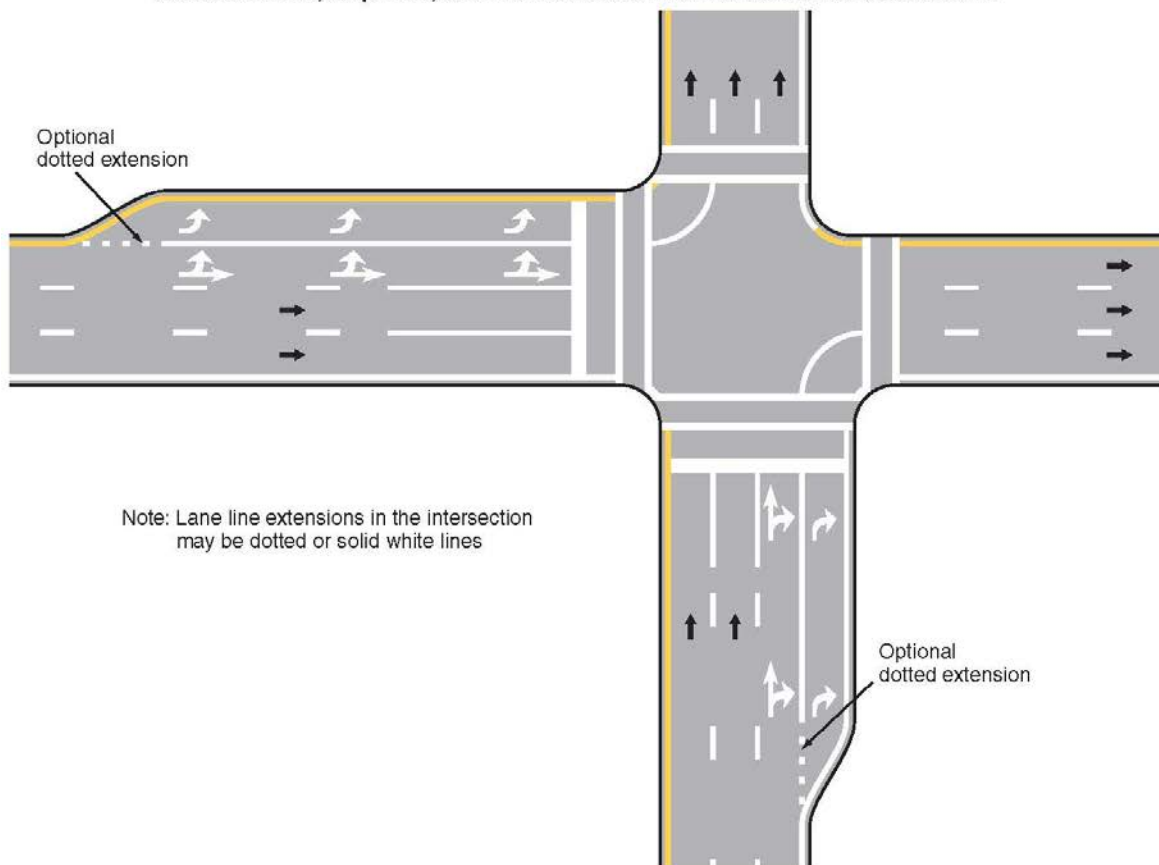 Optional
dotted extension
Note: Lane line extensions in the intersection
may be dotted or solid white lines
Optional
dotted extension